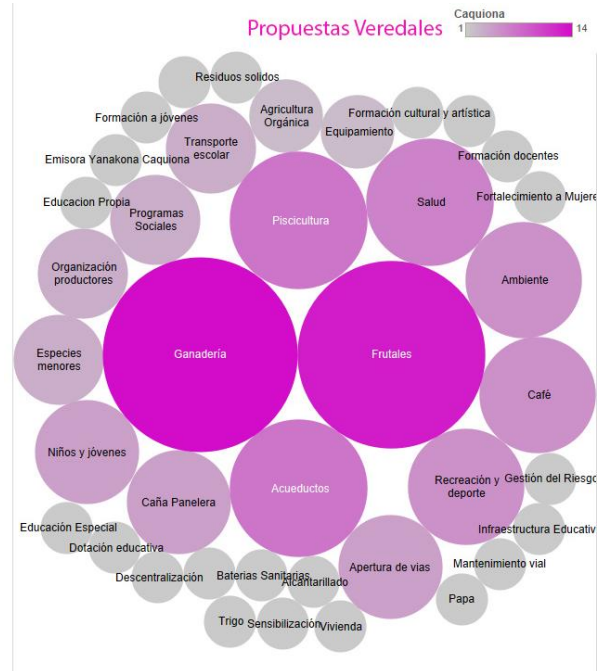 Propuestas Veredales
Caquiona
1
14
Residuos solidos
Formación a jóvenes
Agricultura
Orgánica
Formación cultural y artística
Equipamiento
Transporte
escolar
Emisora Yanakona Caquiona
Formación docentes
Educacion Propia
Programas
Sociales
Piscicultura
Salud
Fortalecimiento a Mujere
Organización
productores
Ambiente
Especies
menores
Ganadería
Frutales
Café
Niños y jóvenes
Caña Panelera
Acueductos
Recreación y
deporte
Gestión del Riesgo
Educación Especial
Dotación educativa
Infraestructura Educativ
Descentralización
Baterias Sanitarias
Alcantarillado
Apertura de vias
Mantenimiento vial
Trigo
Sensibilización
Vivienda
Papa